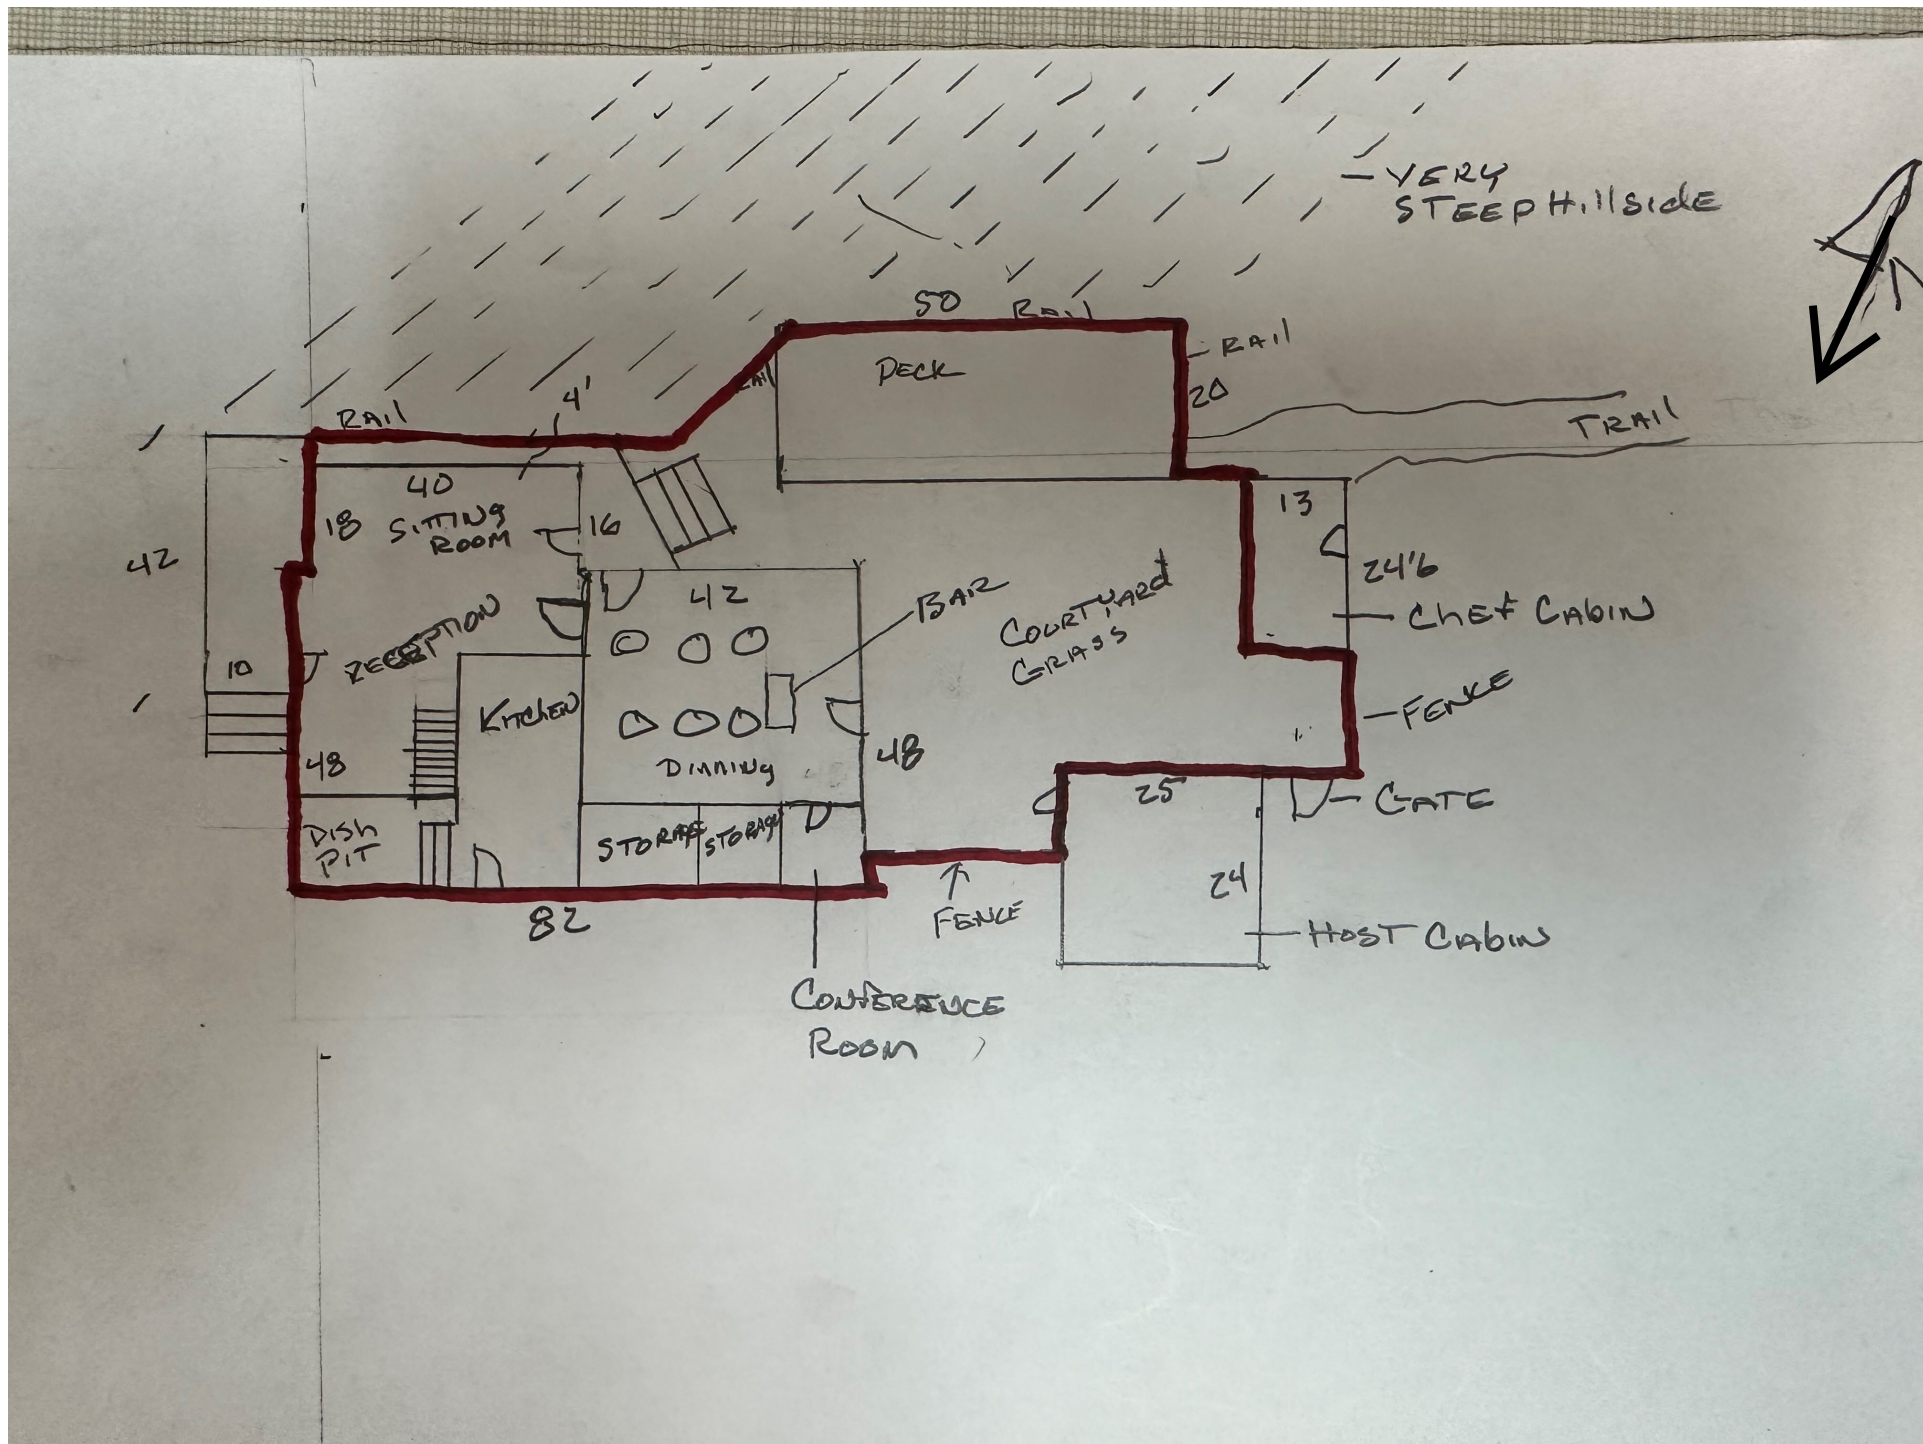 VERY
STEEP HillsidE
N
50
RAil
RAil
DECK
20
4'
RAil
TRAil
40
18
SITTING
ROOM
16
13
42
24'6
CHEF CABIN
42
BAR
COURTYARd
GRASS
10
KITCHEN
FENCE
48
DINNING
48
25
GATE
DISH
PIT
STORAGE
STORAGE
24
82
FENCE
HOST CABIN
CONFERENCE
ROOM